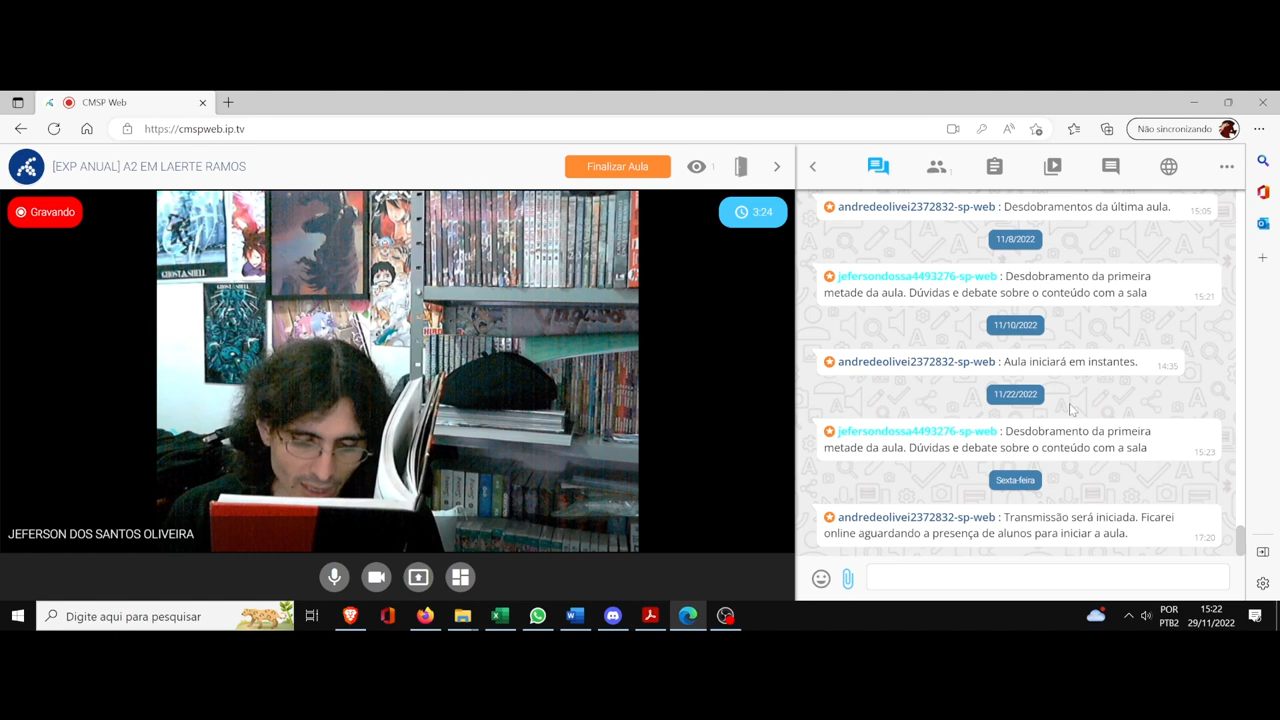 CMSP Web
https://cmspweb.ip.tv
Não sincronizando
[EXP ANUAL] A2 EM LAERTE RAMOS
Finalizar Aula
1
Gravando
3:24
GHOST IN THE SHELL
JEFERSON DOS SANTOS OLIVEIRA
1
andredeolivei2372832-sp-web : Desdobramentos da última aula.
15:05
11/8/2022
jefersondossa4493276-sp-web : Desdobramento da primeira
metade da aula. Dúvidas e debate sobre o conteúdo com a sala
15:21
11/10/2022
andredeolivei2372832-sp-web : Aula iniciará em instantes.
14:35
11/22/2022
jefersondossa4493276-sp-web : Desdobramento da primeira
metade da aula. Dúvidas e debate sobre o conteúdo com a sala
15:23
Sexta-feira
andredeolivei2372832-sp-web : Transmissão será iniciada. Ficarei
online aguardando a presença de alunos para iniciar a aula.
17:20
Digite aqui para pesquisar
POR
PTB2
15:22
29/11/2022